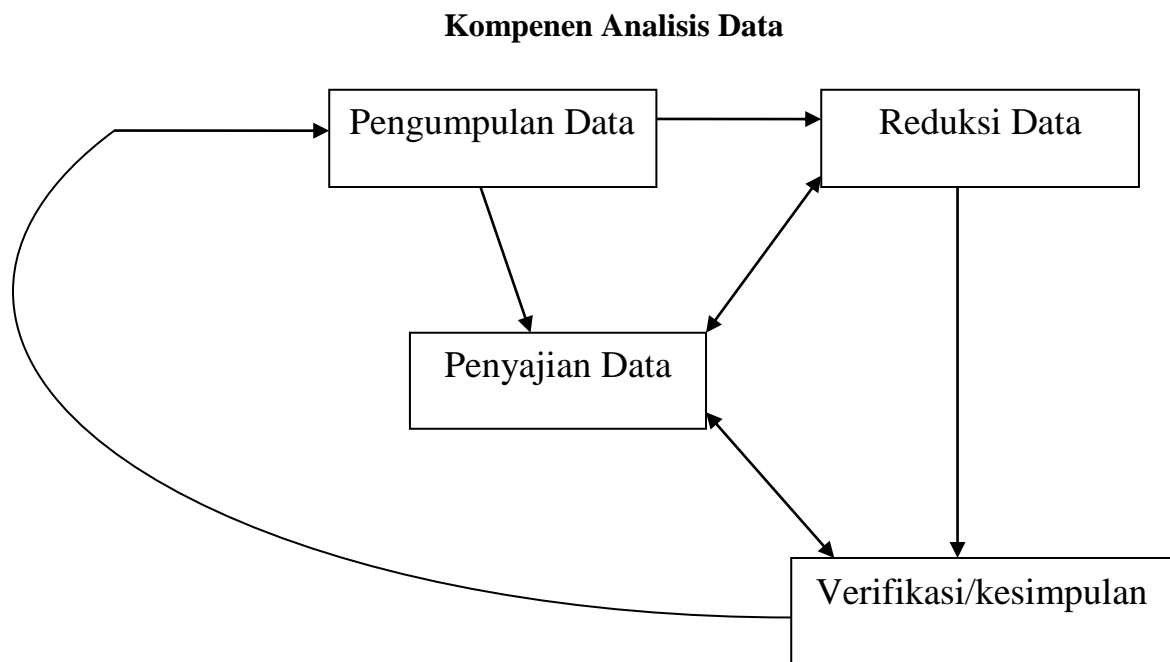 Kompenen Analisis Data
Pengumpulan Data
Reduksi Data
Penyajian Data
Verifikasi/kesimpulan